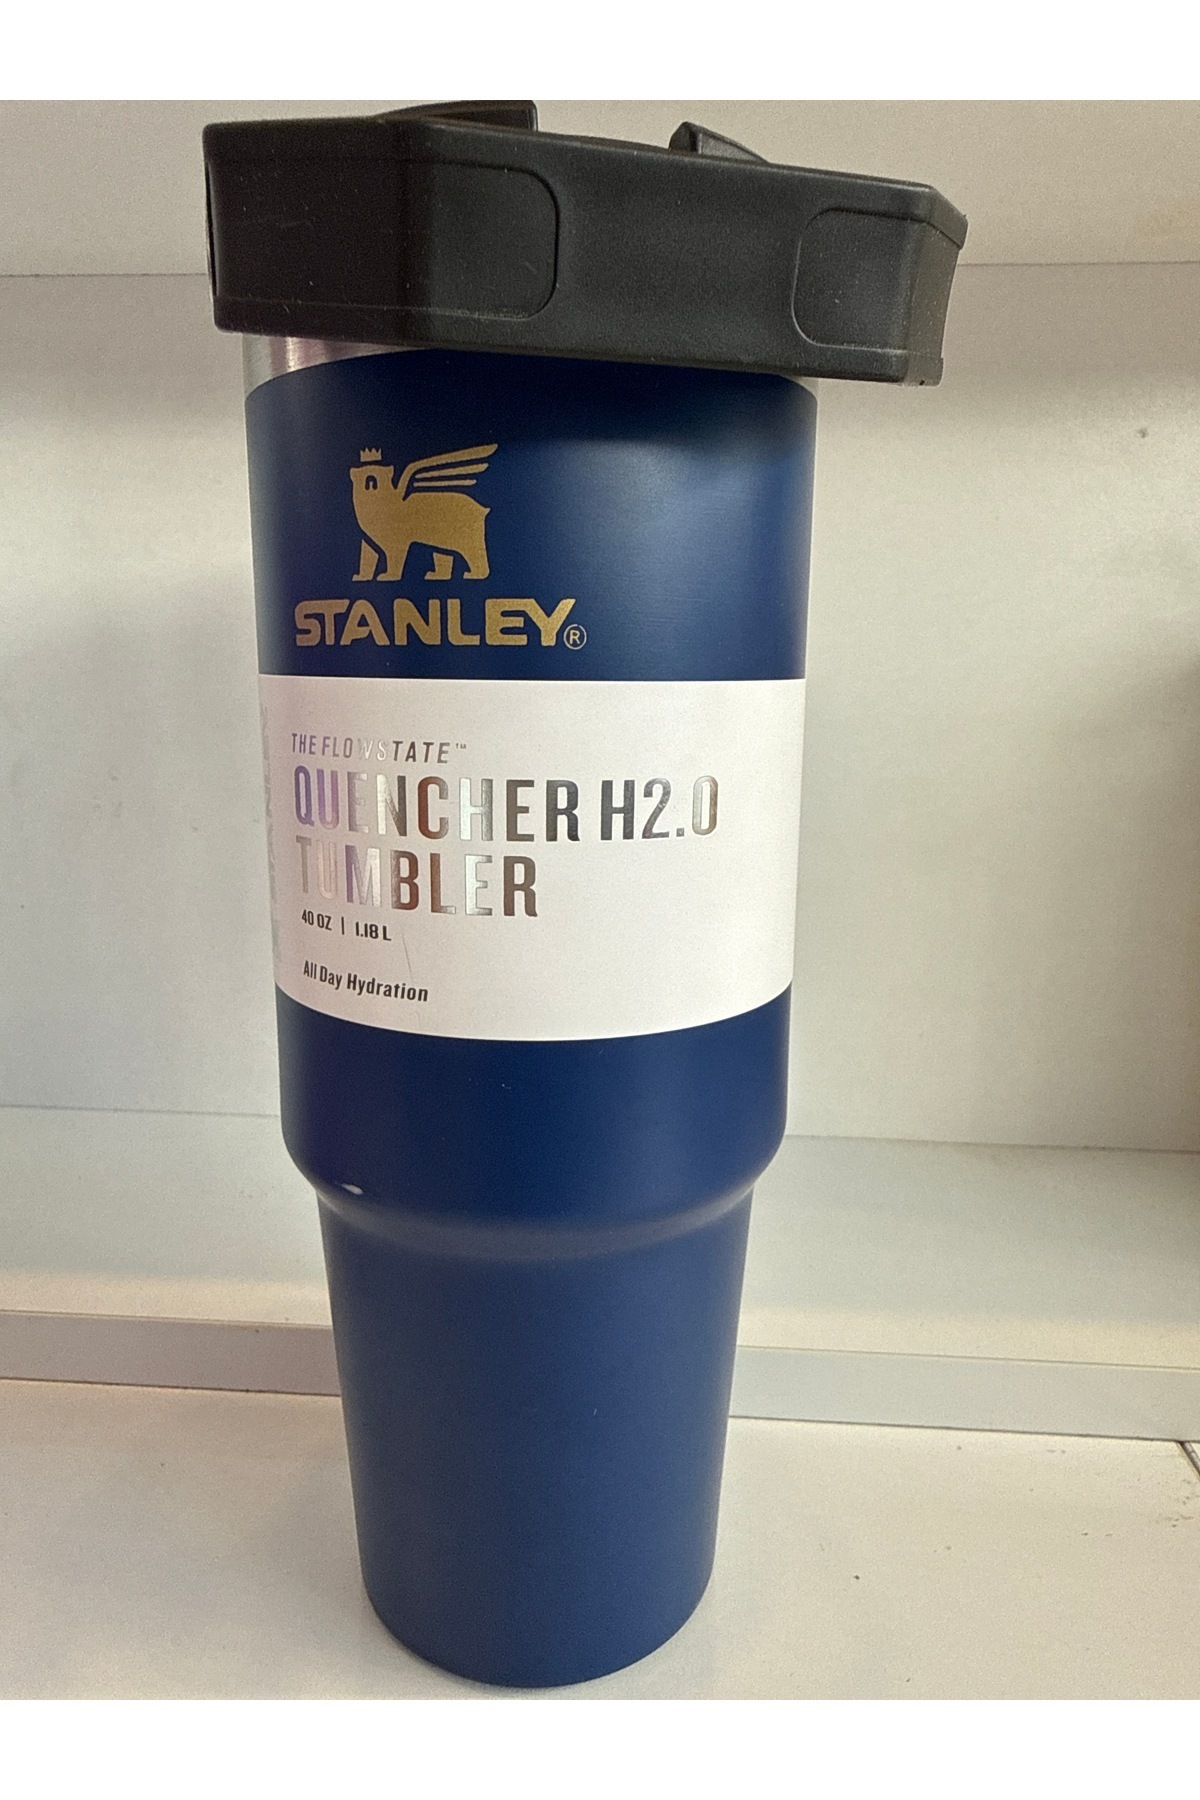 STANLEY®
THE FLOWSTATE™
QUENCHER H2.0
TUMBLER
40 OZ | 1.18 L
All Day Hydration